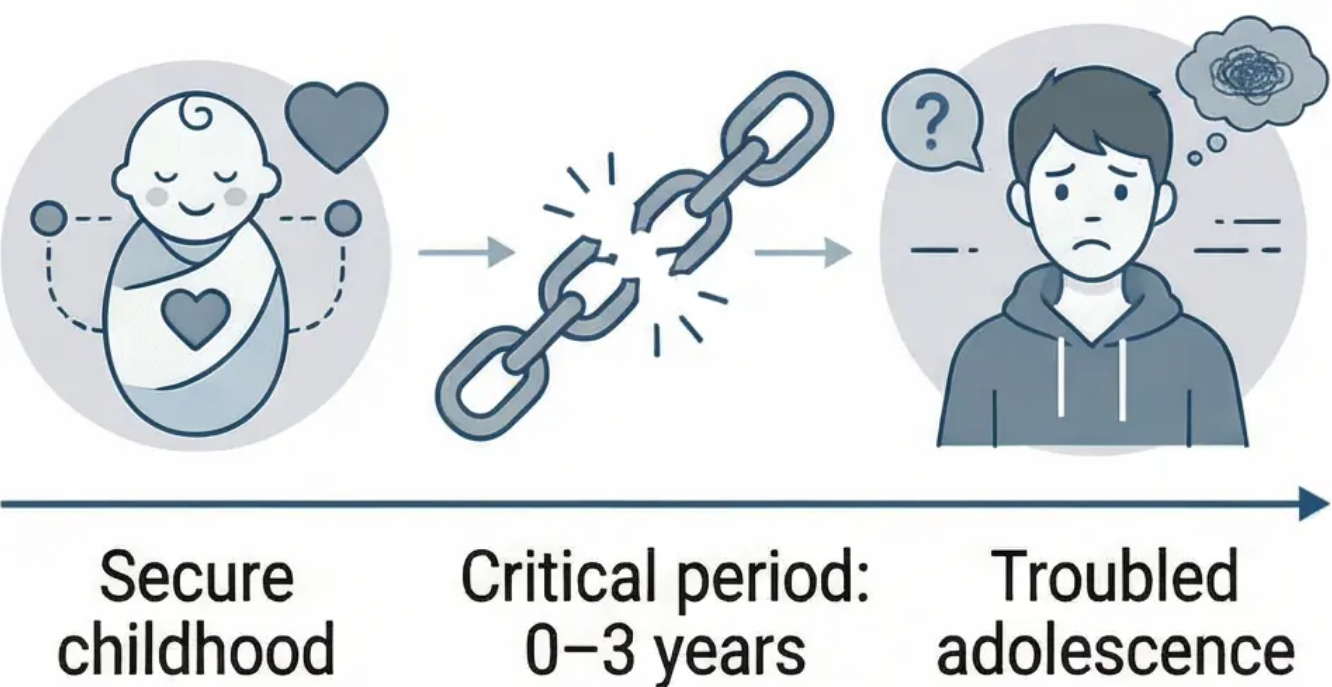 ?
Secure
childhood
Critical period:
0–3 years
Troubled
adolescence